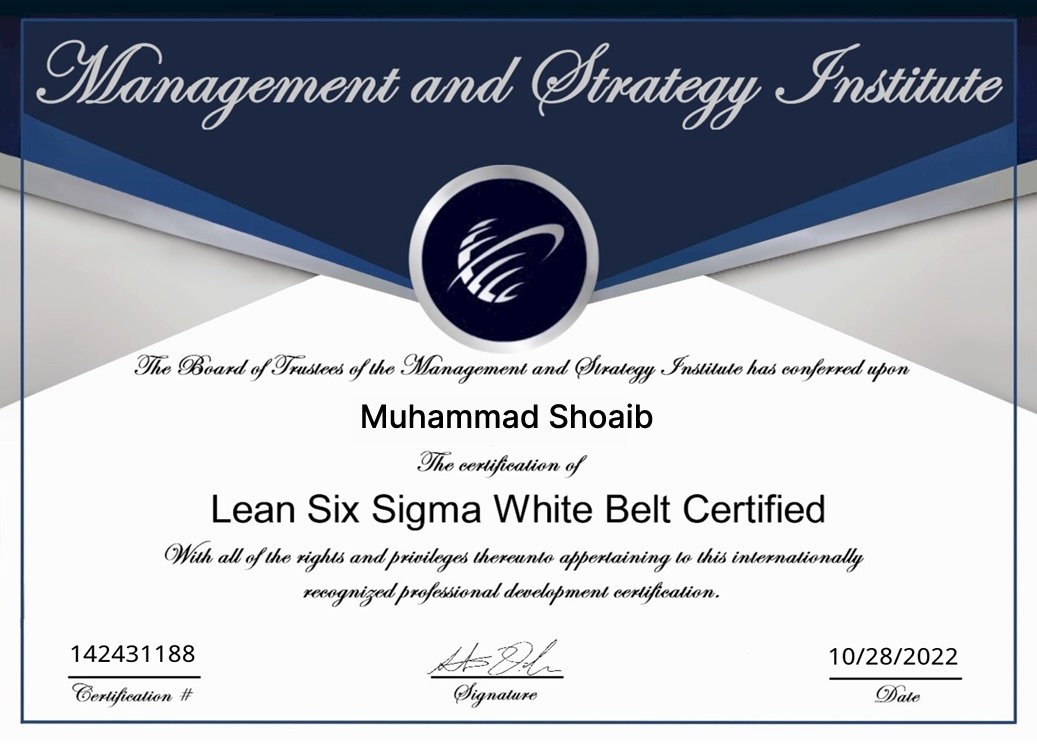 Management and Strategy Institute
The Board of Trustees of the Management and Strategy Institute has conferred upon
Muhammad Shoaib
The certification of
Lean Six Sigma White Belt Certified
With all of the rights and privileges thereunto appertaining to this internationally
recognized professional development certification.
142431188
Certification #
Signature
10/28/2022
Date